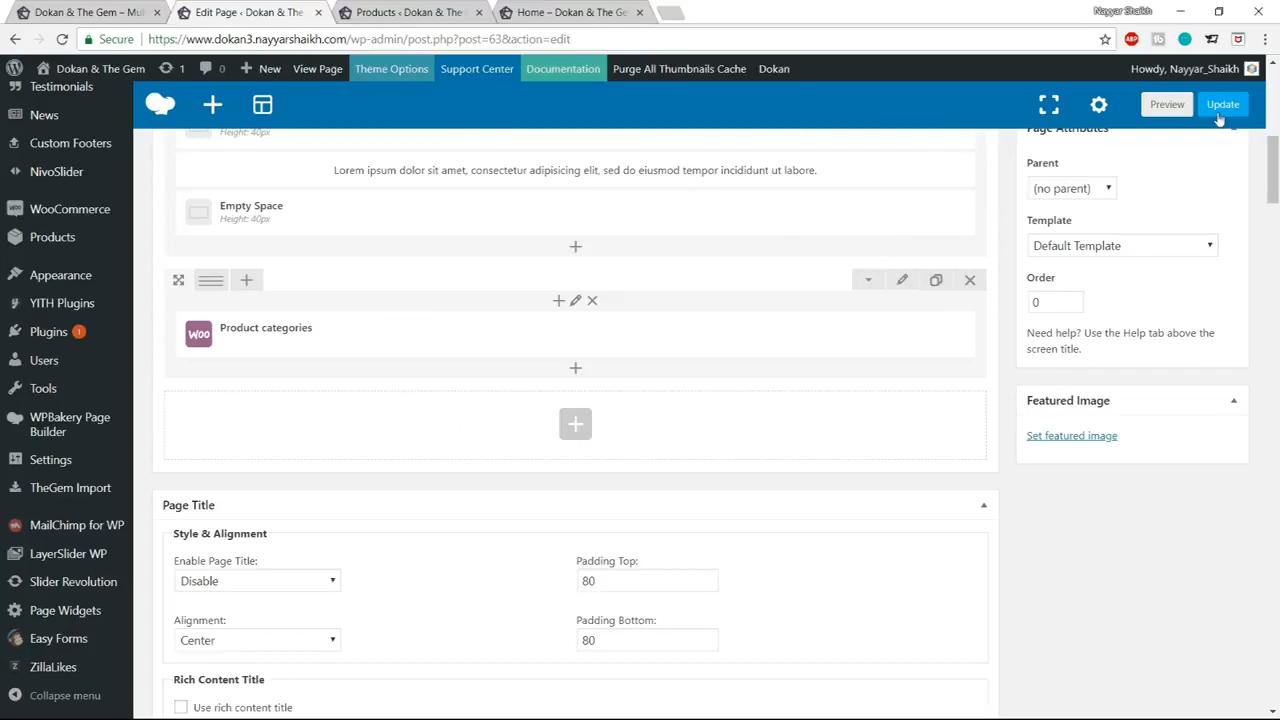 Dokan & The Gem – Mul
Edit Page ‹ Dokan & The
Products ‹ Dokan & The
Home – Dokan & The Ge
Nayyar Shaikh
Secure
https://www.dokan3.nayyarshaikh.com/wp-admin/post.php?post=63&action=edit
Dokan & The Gem
1
0
New
View Page
Theme Options
Support Center
Documentation
Purge All Thumbnails Cache
Dokan
Howdy, Nayyar_Shaikh
Testimonials
News
Custom Footers
NivoSlider
WooCommerce
Products
Appearance
YITH Plugins
Plugins 1
Users
Tools
WPBakery Page
Builder
Settings
TheGem Import
MailChimp for WP
LayerSlider WP
Slider Revolution
Page Widgets
Easy Forms
ZillaLikes
Collapse menu
Preview
Update
Height: 40px
Lorem ipsum dolor sit amet, consectetur adipisicing elit, sed do eiusmod tempor incididunt ut labore.
Empty Space
Height: 40px
Woo
Product categories
Page Title
Style & Alignment
Enable Page Title:
Disable
Padding Top:
80
Alignment:
Center
Padding Bottom:
80
Rich Content Title
Use rich content title
Page Attributes
Parent
(no parent)
Template
Default Template
Order
0
Need help? Use the Help tab above the
screen title.
Featured Image
Set featured image